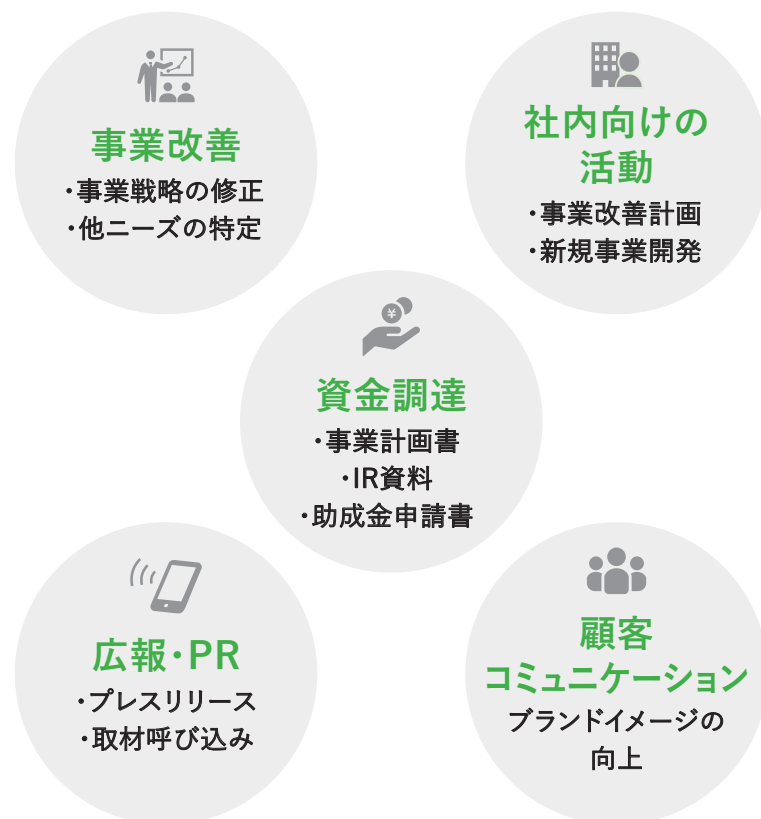 事業改善
・事業戦略の修正
・他ニーズの特定
社内向けの
活動
・事業改善計画
・新規事業開発
¥
資金調達
・事業計画書
・IR資料
・助成金申請書
広報・PR
・プレスリリース
・取材呼び込み
顧客
コミュニケーション
ブランドイメージの
向上